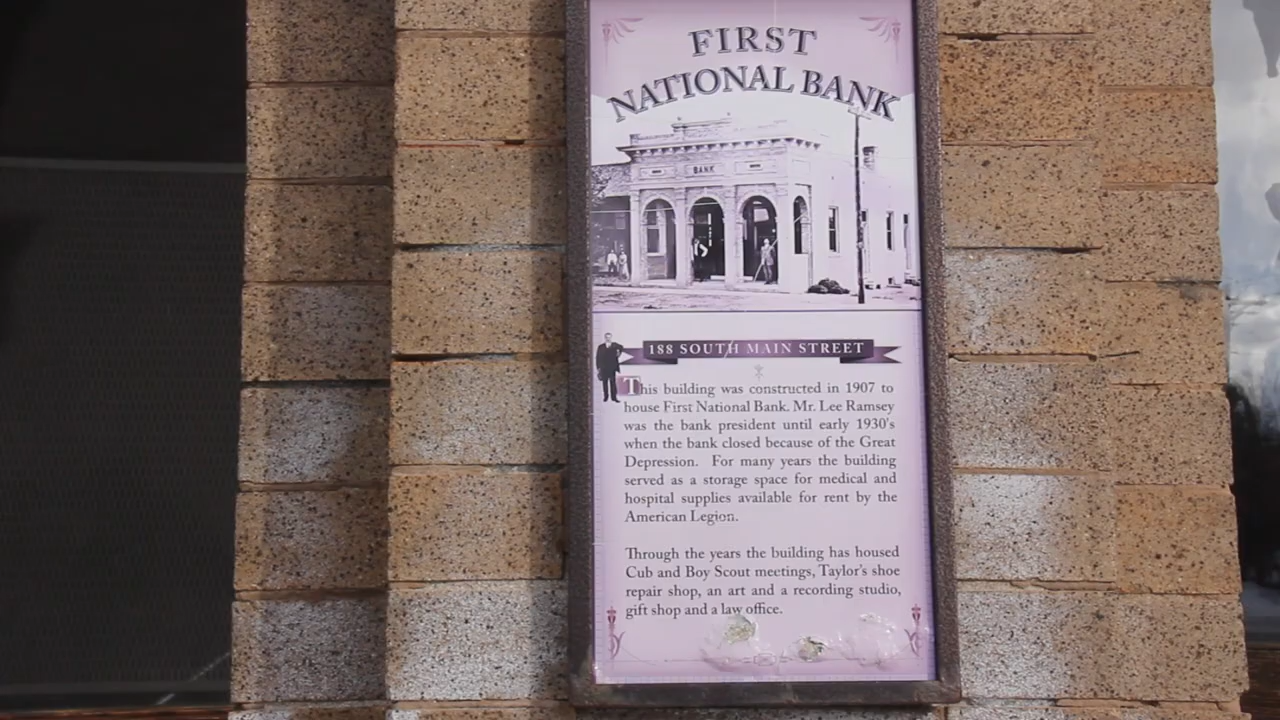 FIRST
NATIONAL BANK
BANK
188 SOUTH MAIN STREET
This building was constructed in 1907 to
house First National Bank. Mr. Lee Ramsey
was the bank president until early 1930's
when the bank closed because of the Great
Depression. For many years the building
served as a storage space for medical and
hospital supplies available for rent by the
American Legion.
Through the years the building has housed
Cub and Boy Scout meetings, Taylor's shoe
repair shop, an art and a recording studio,
gift shop and a law office.